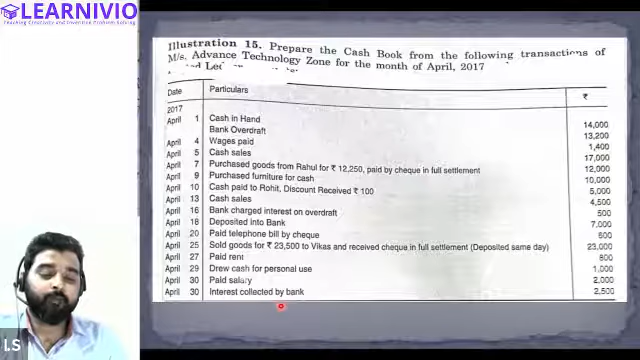 LEARNIVIO
Teaching Creativity and Inventive Problem Solving
Illustration 15. Prepare the Cash Book from the following transactions of
M/s. Advance Technology Zone for the month of April, 2017
Date Particulars ₹
2017
April 1 Cash in Hand 14,000
Bank Overdraft 13,200
April 4 Wages paid 1,400
April 5 Cash sales 17,000
April 7 Purchased goods from Rahul for ₹ 12,250, paid by cheque in full settlement 12,000
April 9 Purchased furniture for cash 10,000
April 10 Cash paid to Rohit, Discount Received ₹ 100 5,000
April 13 Cash sales 4,500
April 16 Bank charged interest on overdraft 500
April 18 Deposited into Bank 7,000
April 20 Paid telephone bill by cheque 600
April 25 Sold goods for ₹ 23,500 to Vikas and received cheque in full settlement (Deposited same day) 23,000
April 27 Paid rent 800
April 29 Drew cash for personal use 1,000
April 30 Paid salary 2,000
April 30 Interest collected by bank 2,500
I.S